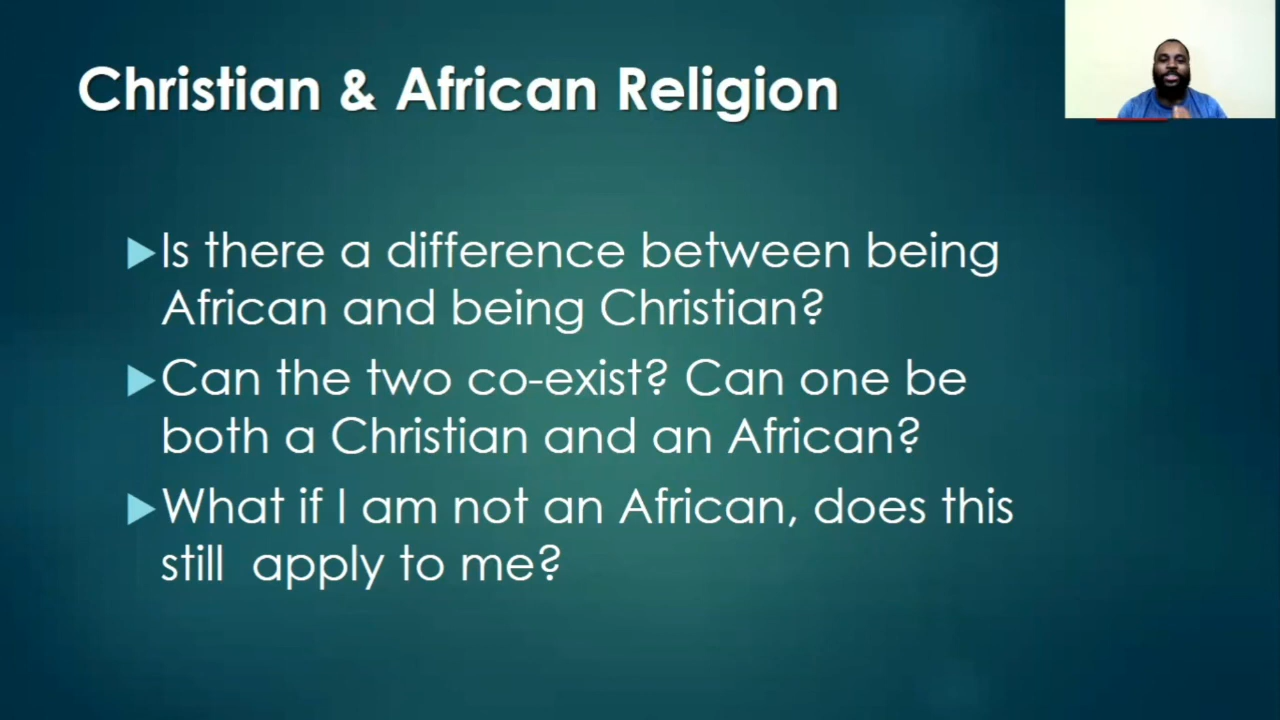 Christian & African Religion
Is there a difference between being
African and being Christian?
Can the two co-exist? Can one be
both a Christian and an African?
What if I am not an African, does this
still  apply to me?